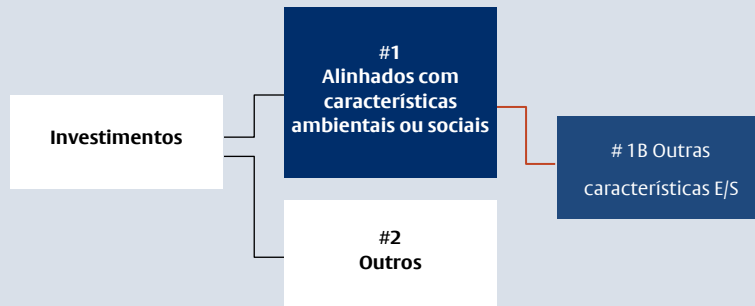 #1
Alinhados com
características
ambientais ou sociais
Investimentos
# 1B Outras
características E/S
#2
Outros